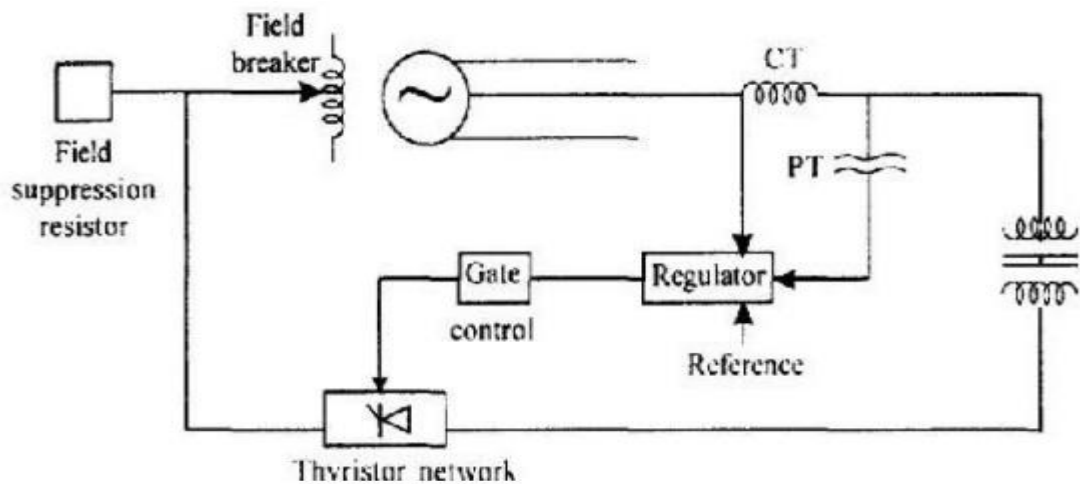 Field
breaker
CT
Field
suppression
resistor
PT
Gate
control
Regulator
Reference
Thyristor network